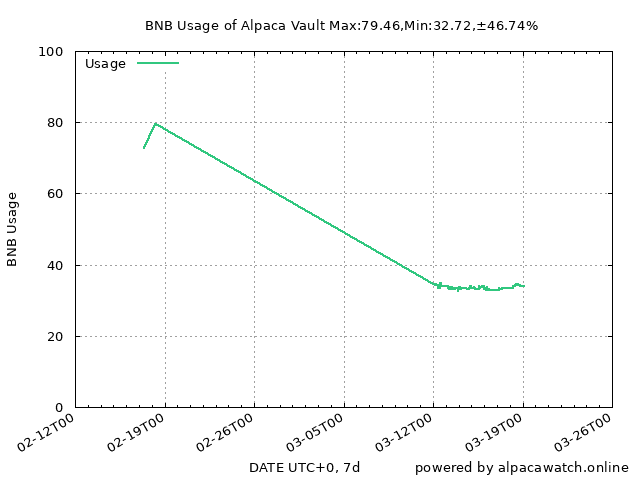 BNB Usage of Alpaca Vault Max:79.46,Min:32.72,±46.74%
Usage
100
80
60
40
20
0
BNB Usage
02-12T00
02-19T00
02-26T00
03-05T00
03-12T00
03-19T00
03-26T00
DATE UTC+0, 7d
powered by alpacawatch.online